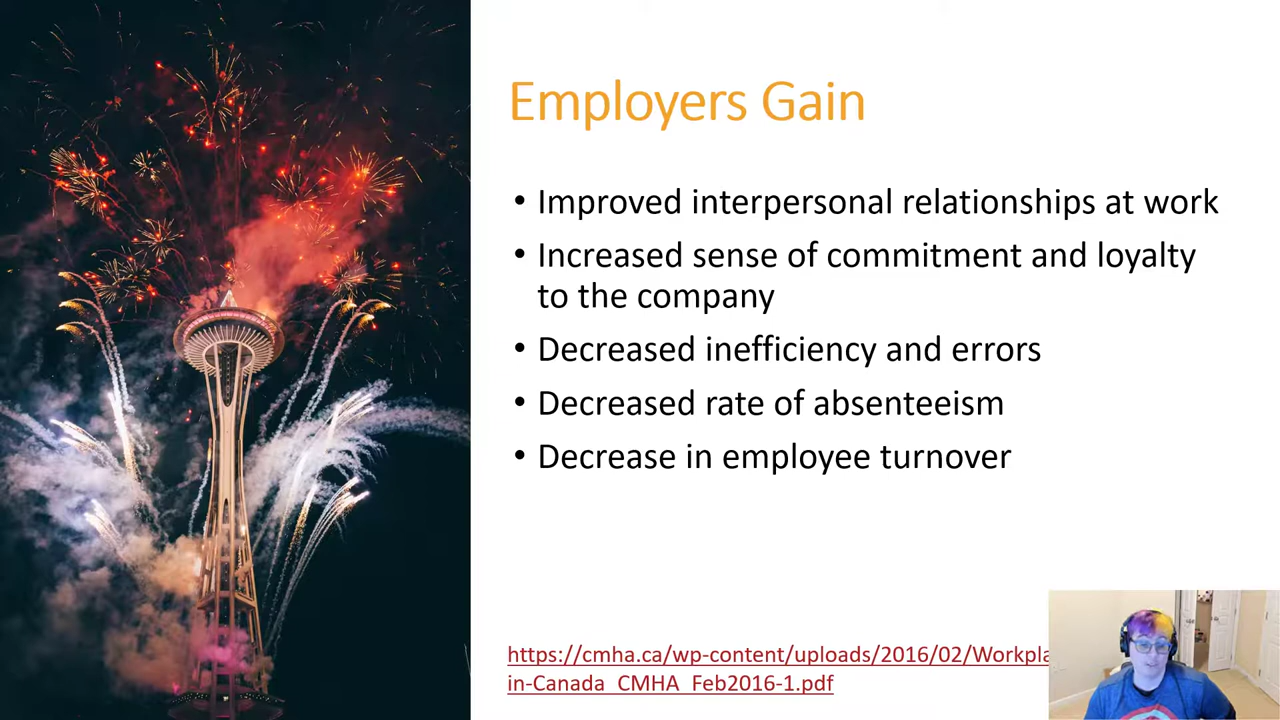 Employers Gain
• Improved interpersonal relationships at work
• Increased sense of commitment and loyalty
to the company
• Decreased inefficiency and errors
• Decreased rate of absenteeism
• Decrease in employee turnover
https://cmha.ca/wp-content/uploads/2016/02/Workpla
in-Canada_CMHA_Feb2016-1.pdf